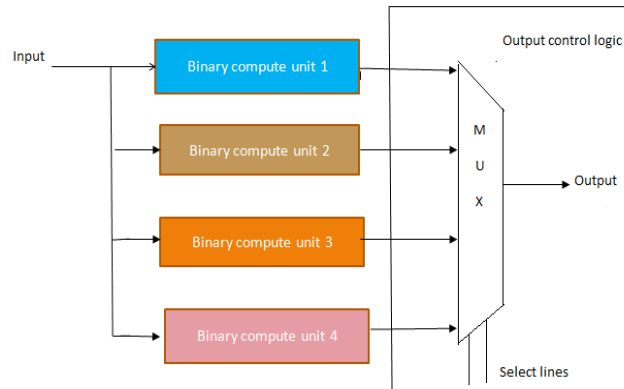 Output control logic
Input
Binary compute unit 1
Binary compute unit 2
M
U
X
Output
Binary compute unit 3
Binary compute unit 4
Select lines